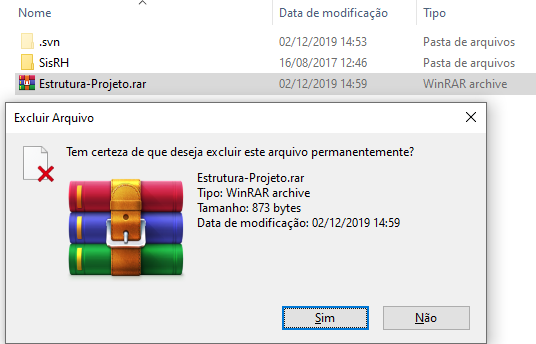 Nome Data de modificação Tipo
.svn 02/12/2019 14:53 Pasta de arquivos
SisRH 16/08/2017 12:46 Pasta de arquivos
Estrutura-Projeto.rar 02/12/2019 14:59 WinRAR archive
Excluir Arquivo
Tem certeza de que deseja excluir este arquivo permanentemente?
Estrutura-Projeto.rar
Tipo: WinRAR archive
Tamanho: 873 bytes
Data de modificação: 02/12/2019 14:59
Sim Não